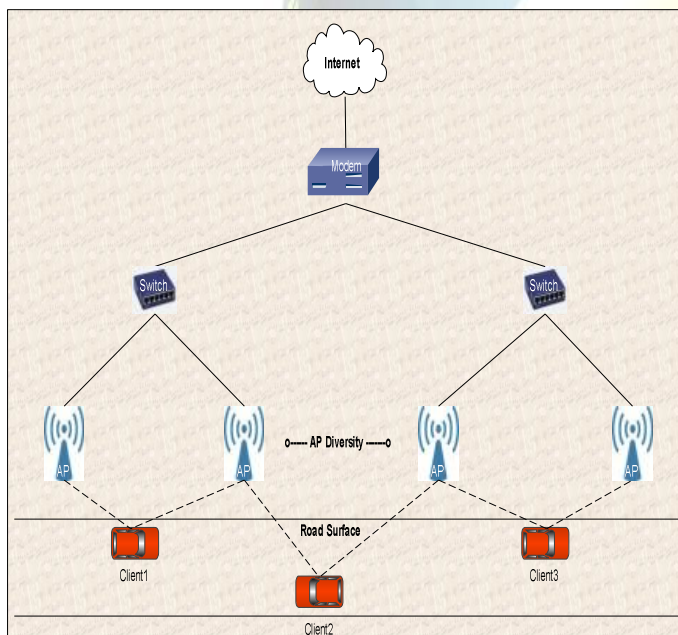 Internet
Modem
Switch
Switch
AP
AP
o------ AP Diversity -------o
AP
AP
Road Surface
Client1
Client3
Client2